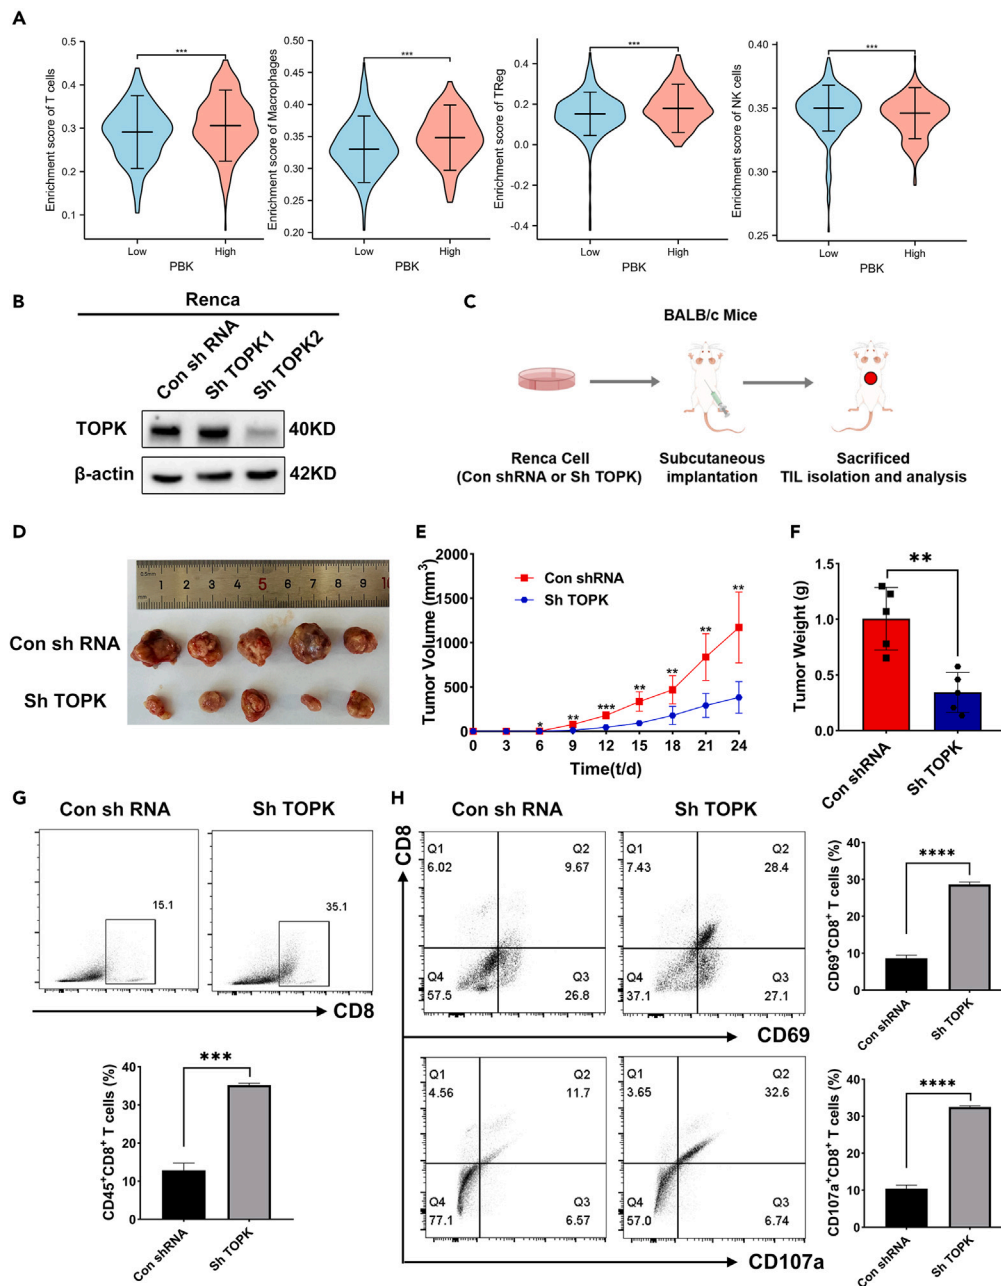 A
Enrichment score of T cells
0.5
0.4
0.3
0.2
0.1
***
Low
High
PBK
Enrichment score of Macrophages
0.50
0.45
0.40
0.35
0.30
0.25
0.20
***
Low
High
PBK
Enrichment score of TReg
0.6
0.4
0.2
0.0
-0.2
-0.4
***
Low
High
PBK
Enrichment score of NK cells
0.40
0.35
0.30
0.25
***
Low
High
PBK
B
Renca
Con sh RNA
Sh TOPK1
Sh TOPK2
TOPK
40KD
β-actin
42KD
C
BALB/c Mice
Renca Cell
(Con shRNA or Sh TOPK)
Subcutaneous
implantation
Sacrificed
TIL isolation and analysis
D
0.5mm
1 2 3 4 5 6 7 8 9 10
Con sh RNA
Sh TOPK
E
Tumor Volume (mm3)
2000
1500
1000
500
0
Con shRNA
Sh TOPK
*
**
***
**
**
**
**
0 3 6 9 12 15 18 21 24
Time(t/d)
F
Tumor Weight (g)
1.5
1.0
0.5
0.0
**
Con shRNA
Sh TOPK
G
Con sh RNA
Sh TOPK
15.1
35.1
CD8
CD45+CD8+ T cells (%)
40
30
20
10
0
***
Con shRNA
Sh TOPK
H
Con sh RNA
Sh TOPK
CD8
Q1
6.02
Q2
9.67
Q4
57.5
Q3
26.8
Q1
7.43
Q2
28.4
Q4
37.1
Q3
27.1
CD69
CD69+CD8+ T cells (%)
40
30
20
10
0
****
Con shRNA
Sh TOPK
Q1
4.56
Q2
11.7
Q4
77.1
Q3
6.57
Q1
3.65
Q2
32.6
Q4
57.0
Q3
6.74
CD107a
CD107a+CD8+ T cells (%)
40
30
20
10
0
****
Con shRNA
Sh TOPK